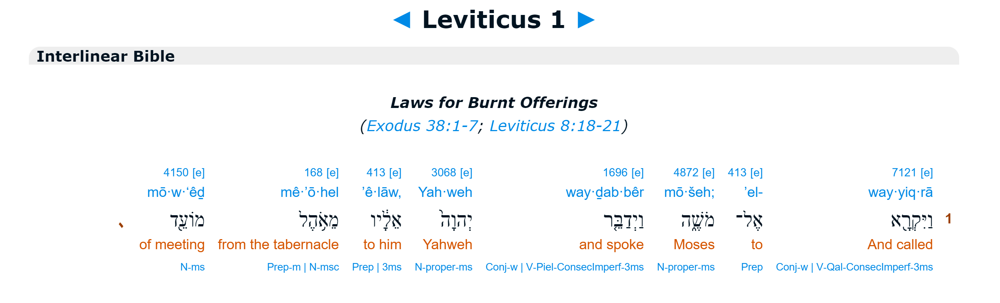 ◄ Leviticus 1 ►
Interlinear Bible
Laws for Burnt Offerings
(Exodus 38:1-7; Leviticus 8:18-21)
4150 [e] 168 [e] 413 [e] 3068 [e] 1696 [e] 4872 [e] 413 [e] 7121 [e]
mō·w·‘êḏ mê·’ō·hel ’ê·lāw, Yah·weh way·ḏab·bêr mō·šeh; ’el- way·yiq·rā
1 וַיִּקְרָ֖א אֶל־ מֹשֶׁ֑ה וַיְדַבֵּ֤ר יְהוָה֙ אֵלָ֔יו מֵאֹ֥הֶל מוֹעֵ֖ד
of meeting from the tabernacle to him Yahweh and spoke Moses to And called
N-ms Prep-m | N-msc Prep | 3ms N-proper-ms Conj-w | V-Piel-ConsecImperf-3ms N-proper-ms Prep Conj-w | V-Qal-ConsecImperf-3ms